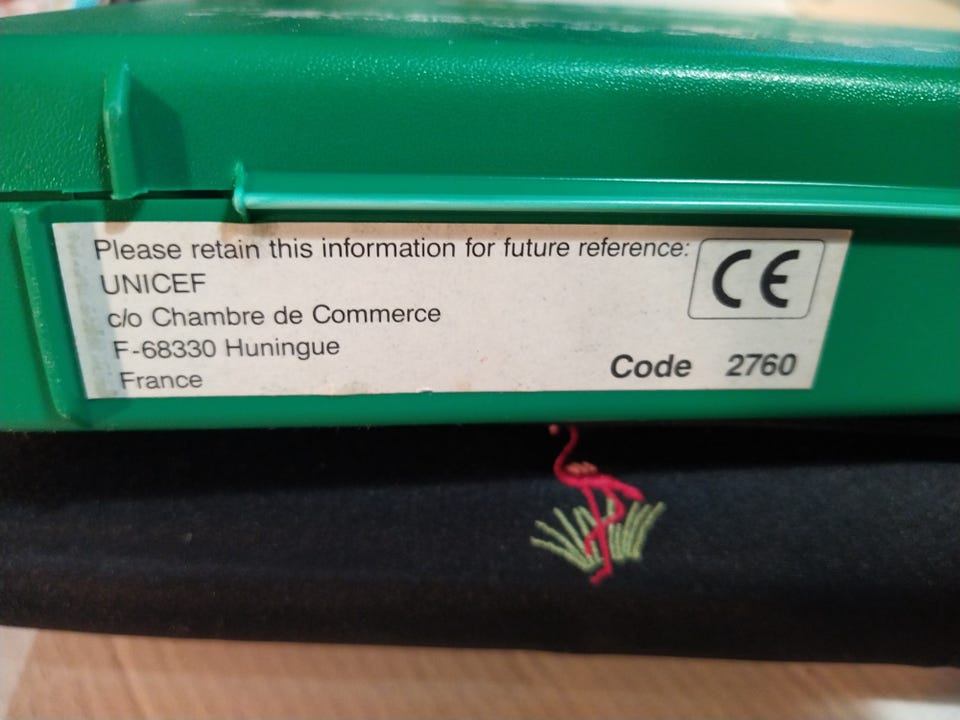 Please retain this information for future reference:
CE
UNICEF
c/o Chambre de Commerce
F-68330 Huningue
France
Code 2760